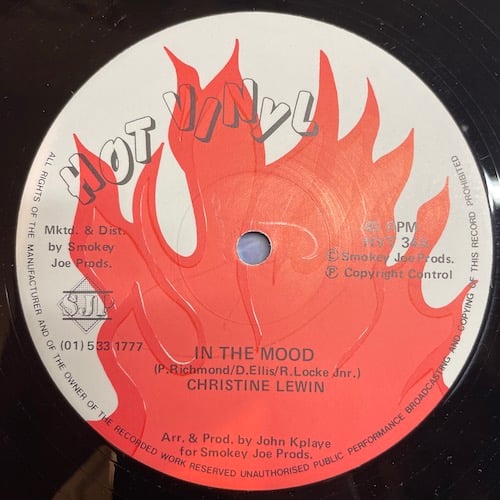 HOT VINYL
Mktd. & Dist.
by Smokey
Joe Prods.
SJP
(01) 533 1777
45 RPM
© Smokey Joe Prods.
℗ Copyright Control
IN THE MOOD
(P.Richmond/D.Ellis/R.Locke Jnr.)
CHRISTINE LEWIN
Arr. & Prod. by John Kplaye
for Smokey Joe Prods.
ALL RIGHTS OF THE MANUFACTURER AND OF THE OWNER OF THE RECORDED WORK RESERVED UNAUTHORISED PUBLIC PERFORMANCE BROADCASTING AND COPYING OF THIS RECORD PROHIBITED